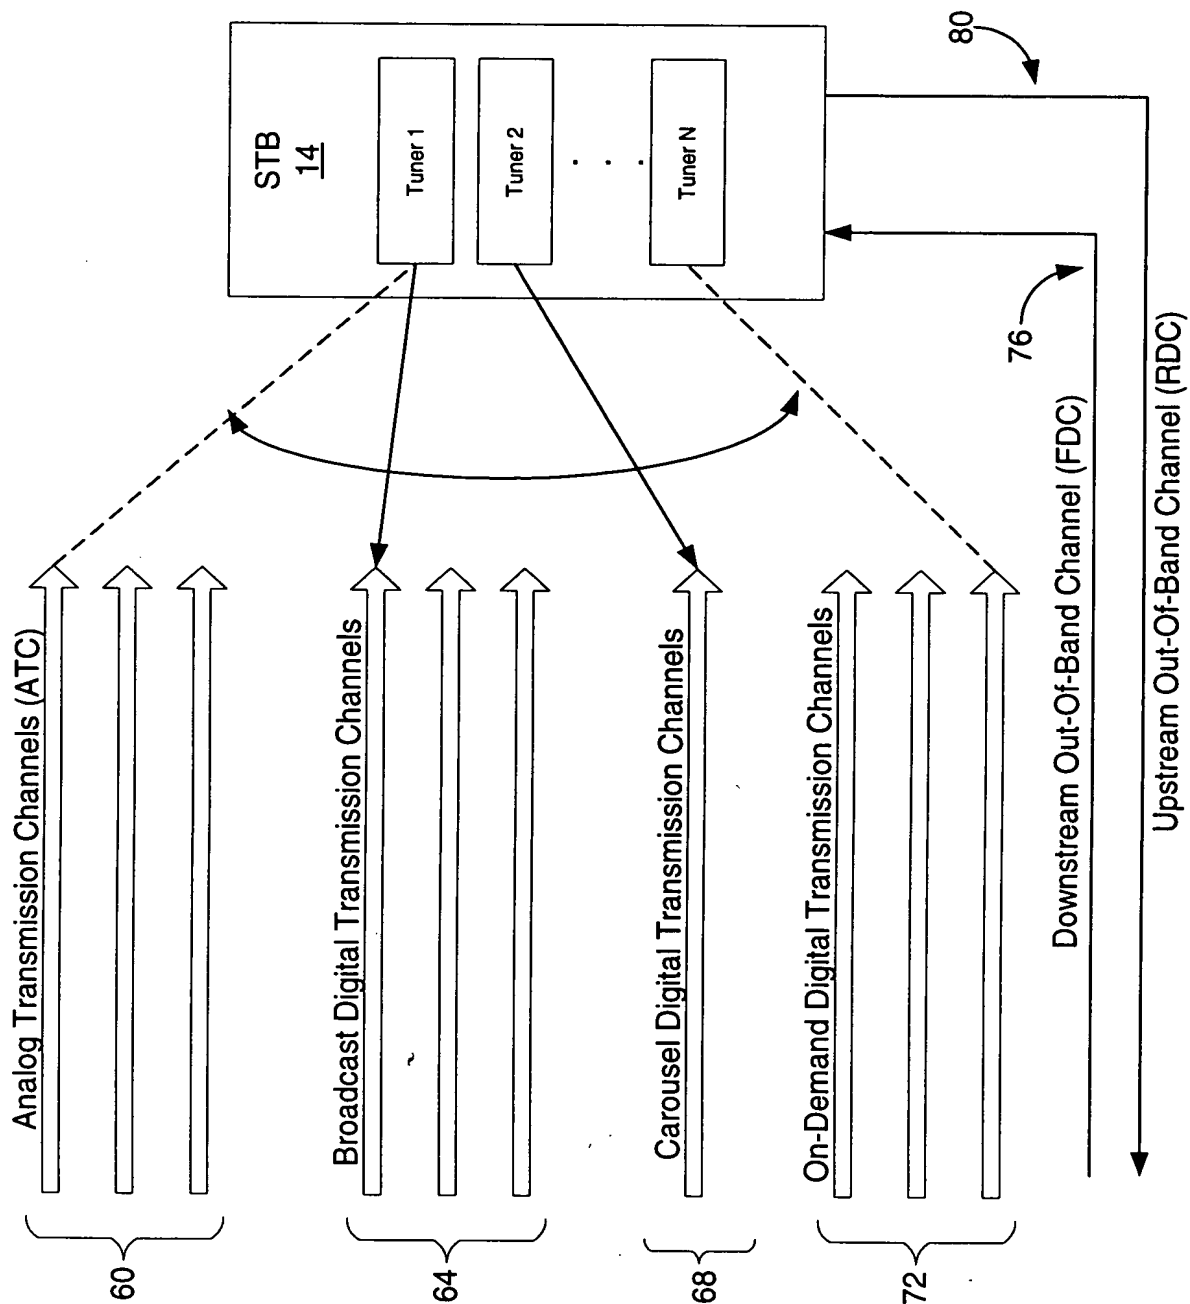 Analog Transmission Channels (ATC)
60
Broadcast Digital Transmission Channels
64
Carousel Digital Transmission Channels
68
On-Demand Digital Transmission Channels
72
STB
14
Tuner 1
Tuner 2
. . .
Tuner N
76
80
Downstream Out-Of-Band Channel (FDC)
Upstream Out-Of-Band Channel (RDC)